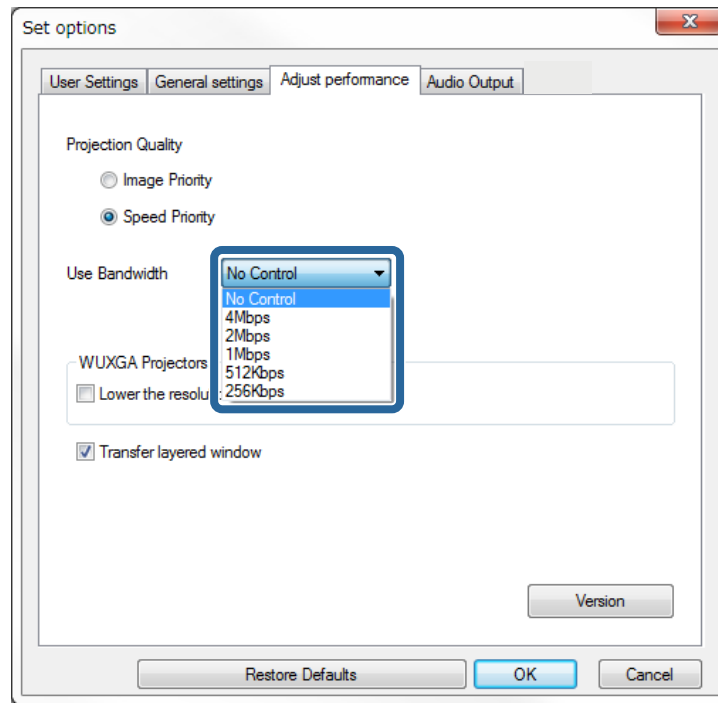 Set options
User Settings General settings Adjust performance Audio Output
Projection Quality
Image Priority
Speed Priority
Use Bandwidth No Control
No Control
4Mbps
2Mbps
1Mbps
512Kbps
256Kbps
WUXGA Projectors
Lower the resolu
Transfer layered window
Version
Restore Defaults OK Cancel